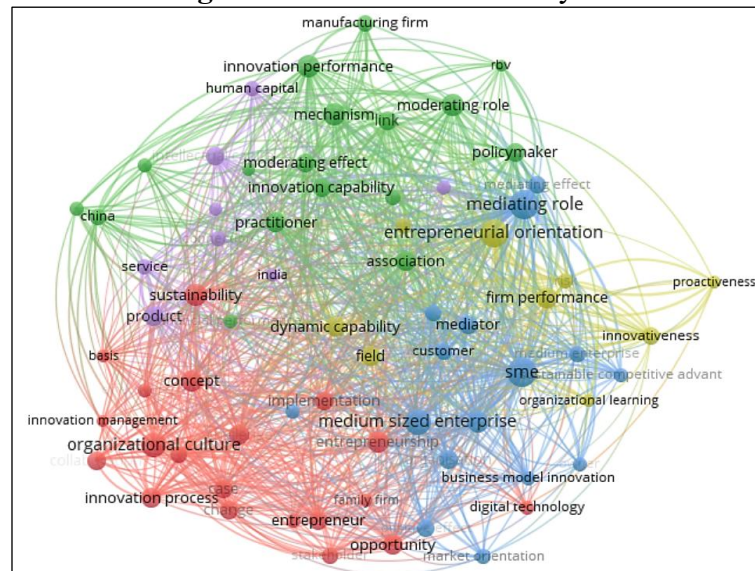 manufacturing firm
innovation performance
rbv
human capital
moderating role
mechanism
link
policymaker
moderating effect
mediating effect
innovation capability
mediating role
china
practitioner
entrepreneurial orientation
association
service
india
proactiveness
sustainability
firm performance
product
dynamic capability
mediator
innovativeness
basis
field
customer
medium enterprise
concept
sme
implementation
organizational learning
innovation management
medium sized enterprise
organizational culture
entrepreneurship
business model innovation
innovation process
case
family firm
digital technology
change
entrepreneur
opportunity
stakeholder
market orientation